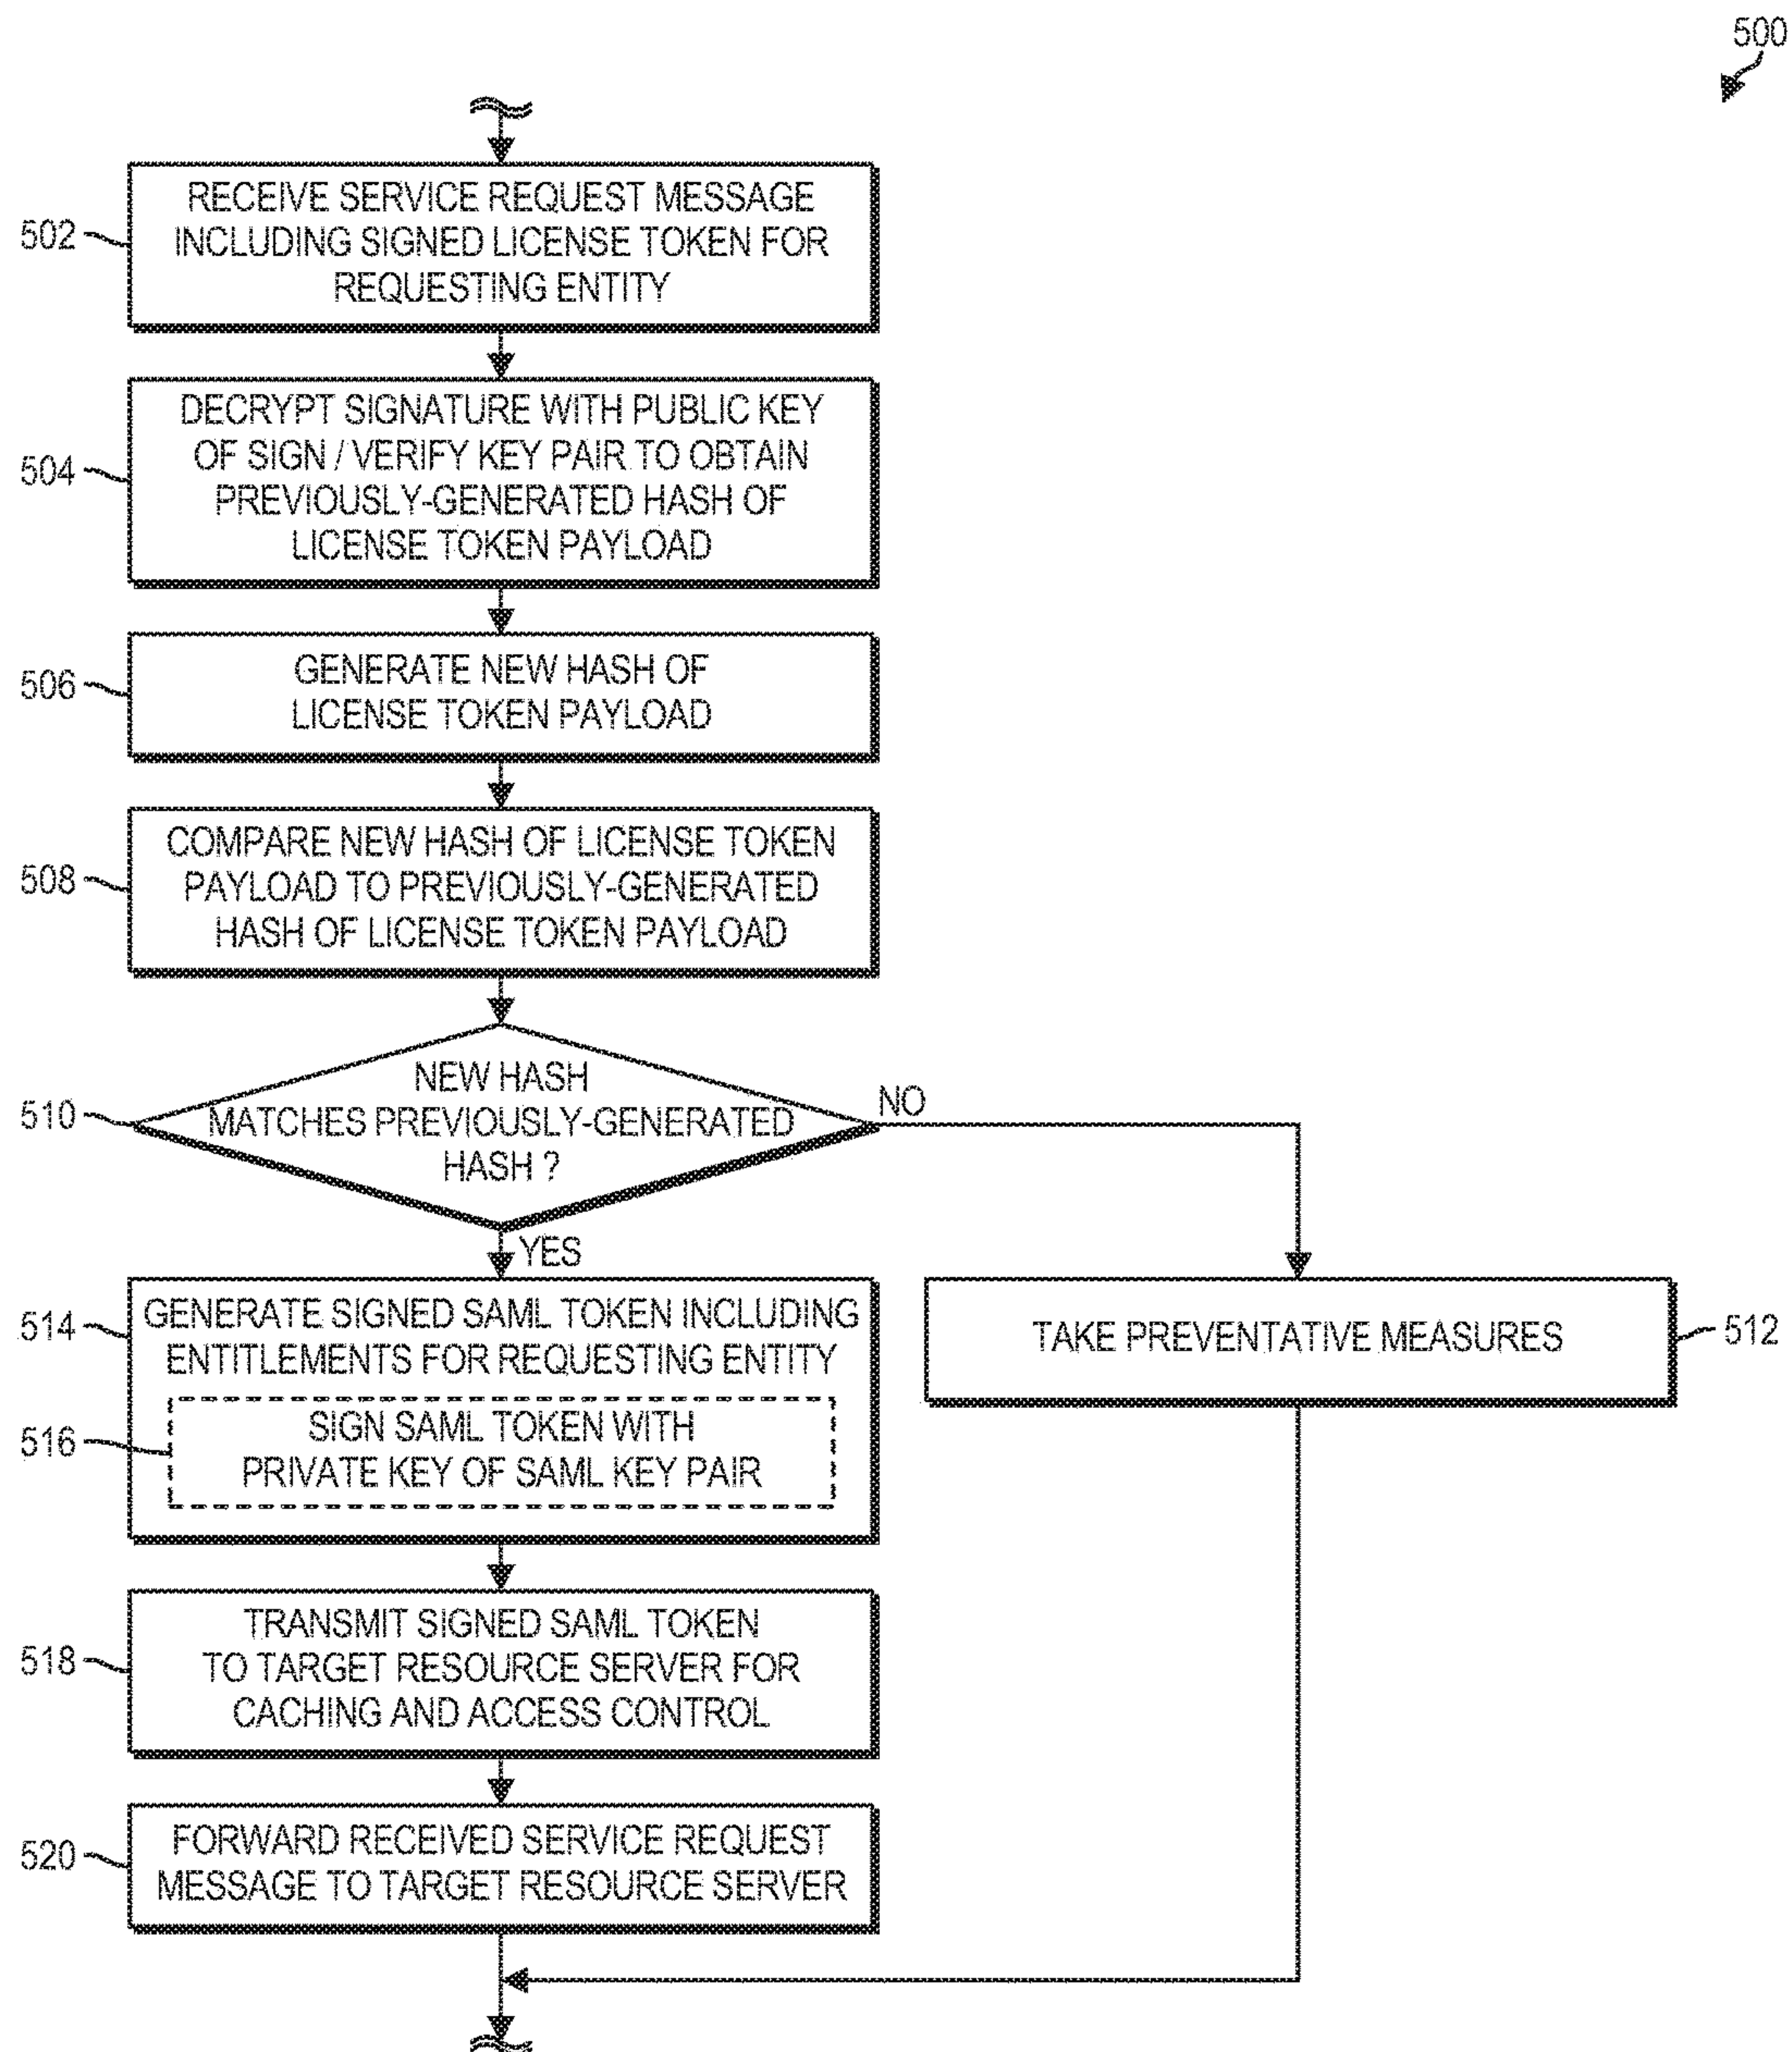 500
502
RECEIVE SERVICE REQUEST MESSAGE
INCLUDING SIGNED LICENSE TOKEN FOR
REQUESTING ENTITY
504
DECRYPT SIGNATURE WITH PUBLIC KEY
OF SIGN / VERIFY KEY PAIR TO OBTAIN
PREVIOUSLY-GENERATED HASH OF
LICENSE TOKEN PAYLOAD
506
GENERATE NEW HASH OF
LICENSE TOKEN PAYLOAD
508
COMPARE NEW HASH OF LICENSE TOKEN
PAYLOAD TO PREVIOUSLY-GENERATED
HASH OF LICENSE TOKEN PAYLOAD
510
NEW HASH
MATCHES PREVIOUSLY-GENERATED
HASH ?
NO
YES
514
GENERATE SIGNED SAML TOKEN INCLUDING
ENTITLEMENTS FOR REQUESTING ENTITY
516
SIGN SAML TOKEN WITH
PRIVATE KEY OF SAML KEY PAIR
TAKE PREVENTATIVE MEASURES
512
518
TRANSMIT SIGNED SAML TOKEN
TO TARGET RESOURCE SERVER FOR
CACHING AND ACCESS CONTROL
520
FORWARD RECEIVED SERVICE REQUEST
MESSAGE TO TARGET RESOURCE SERVER